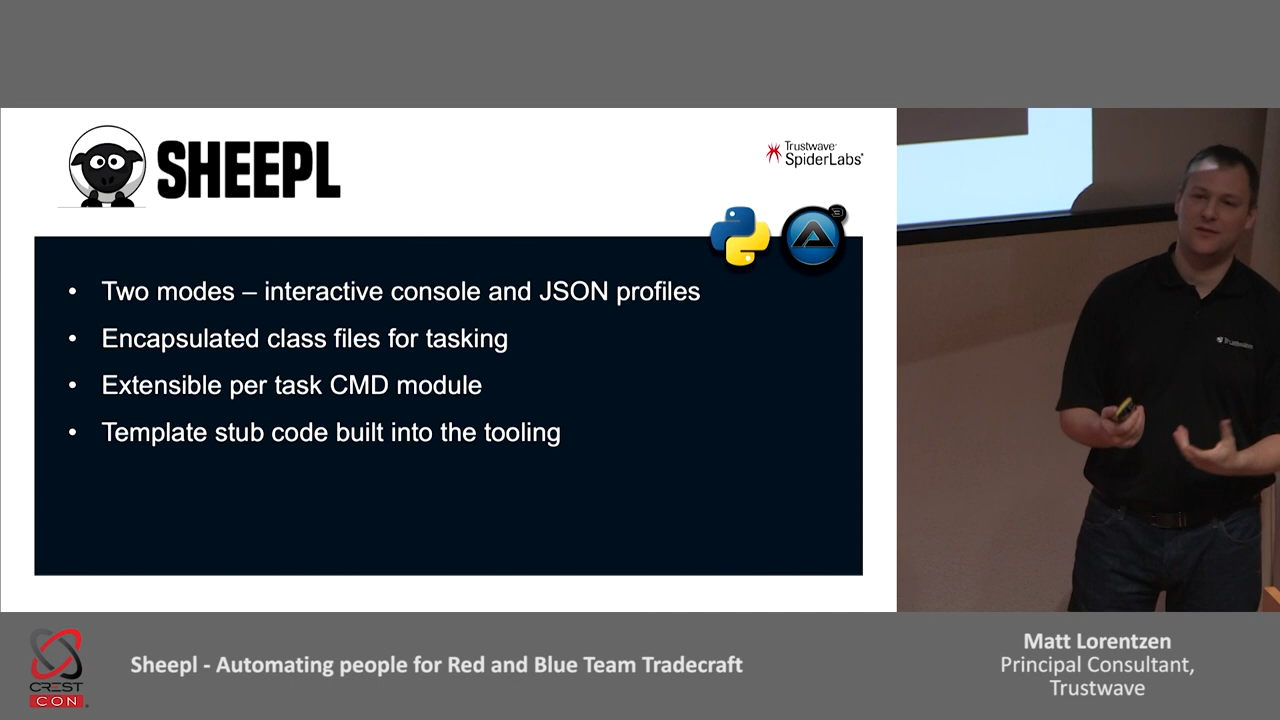 SHEEPL
Trustwave®
SpiderLabs®
• Two modes – interactive console and JSON profiles
• Encapsulated class files for tasking
• Extensible per task CMD module
• Template stub code built into the tooling
Trustwave
CREST
CON
Sheepl - Automating people for Red and Blue Team Tradecraft
Matt Lorentzen
Principal Consultant,
Trustwave